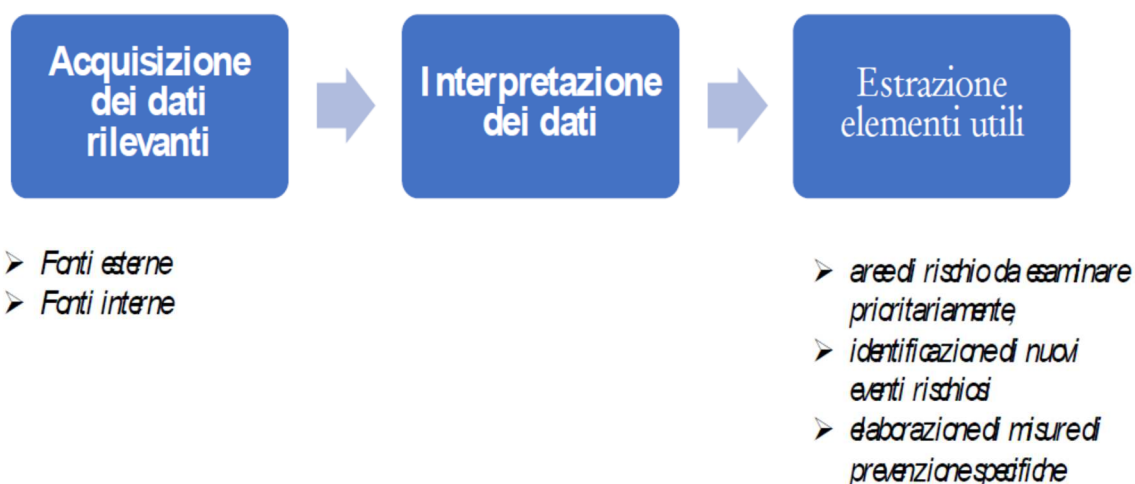 Acquisizione
dei dati
rilevanti
Interpretazione
dei dati
Estrazione
elementi utili
➢ Fonti esterne
➢ Fonti interne
➢ aree di rischio da esaminare
prioritariamente,
➢ identificazione di nuovi
eventi rischiosi
➢ elaborazione di misure di
prevenzione specifiche